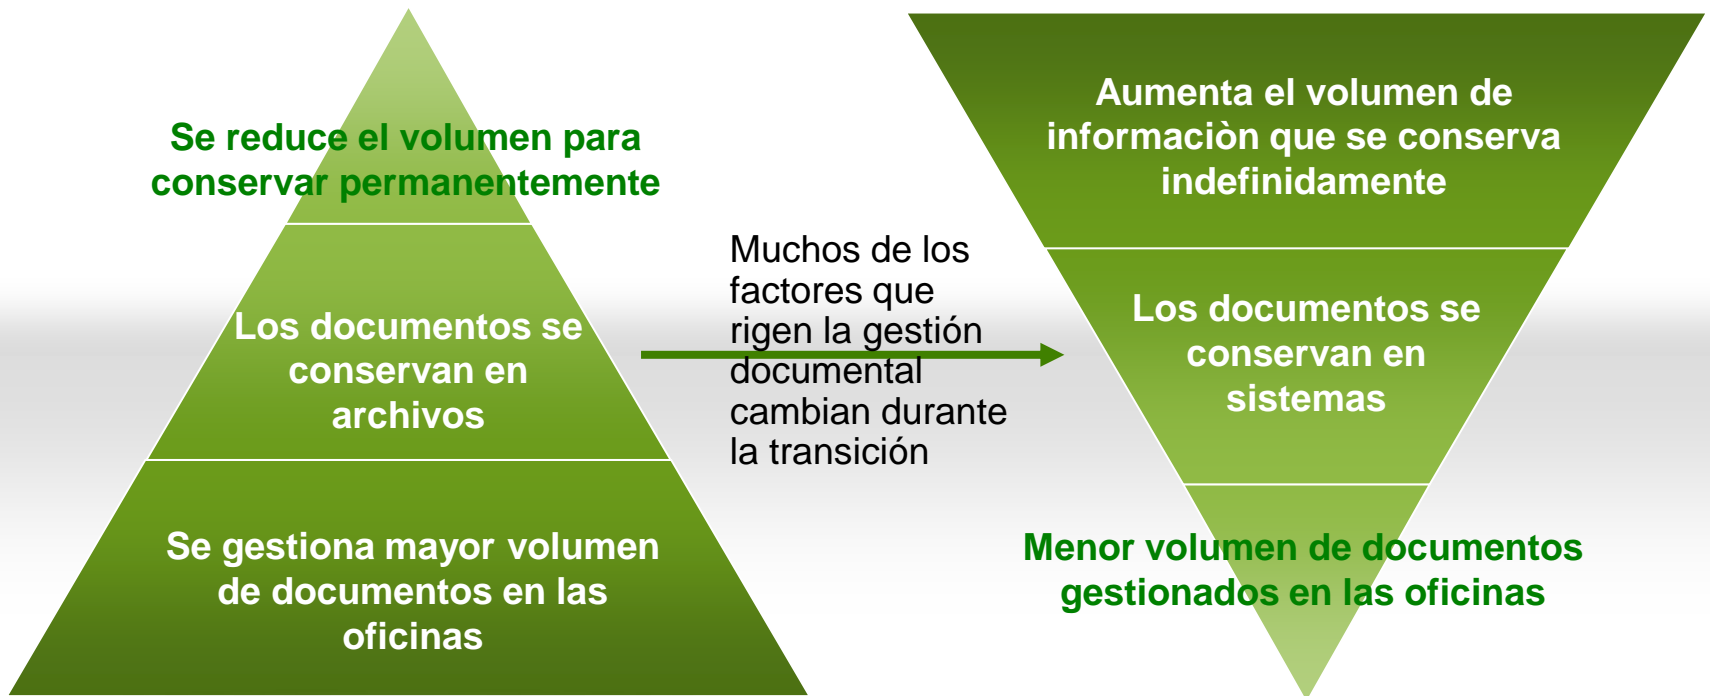 Se reduce el volumen para
conservar permanentemente
Los documentos se
conservan en
archivos
Se gestiona mayor volumen
de documentos en las
oficinas
Muchos de los
factores que
rigen la gestión
documental
cambian durante
la transición
Aumenta el volumen de
informaciòn que se conserva
indefinidamente
Los documentos se
conservan en
sistemas
Menor volumen de documentos
gestionados en las oficinas